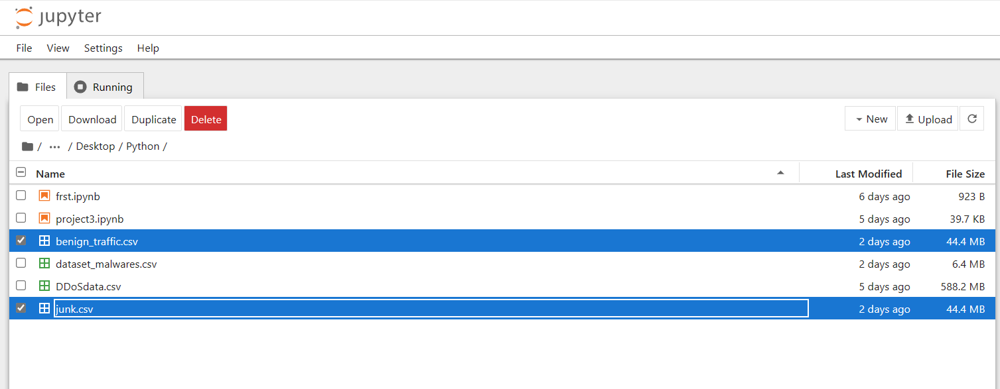 jupyter
File View Settings Help
Files Running
Open Download Duplicate Delete New Upload
/ ... / Desktop / Python /
Name Last Modified File Size
frst.ipynb 6 days ago 923 B
project3.ipynb 5 days ago 39.7 KB
benign_traffic.csv 2 days ago 44.4 MB
dataset_malwares.csv 2 days ago 6.4 MB
DDoSdata.csv 5 days ago 588.2 MB
junk.csv 2 days ago 44.4 MB